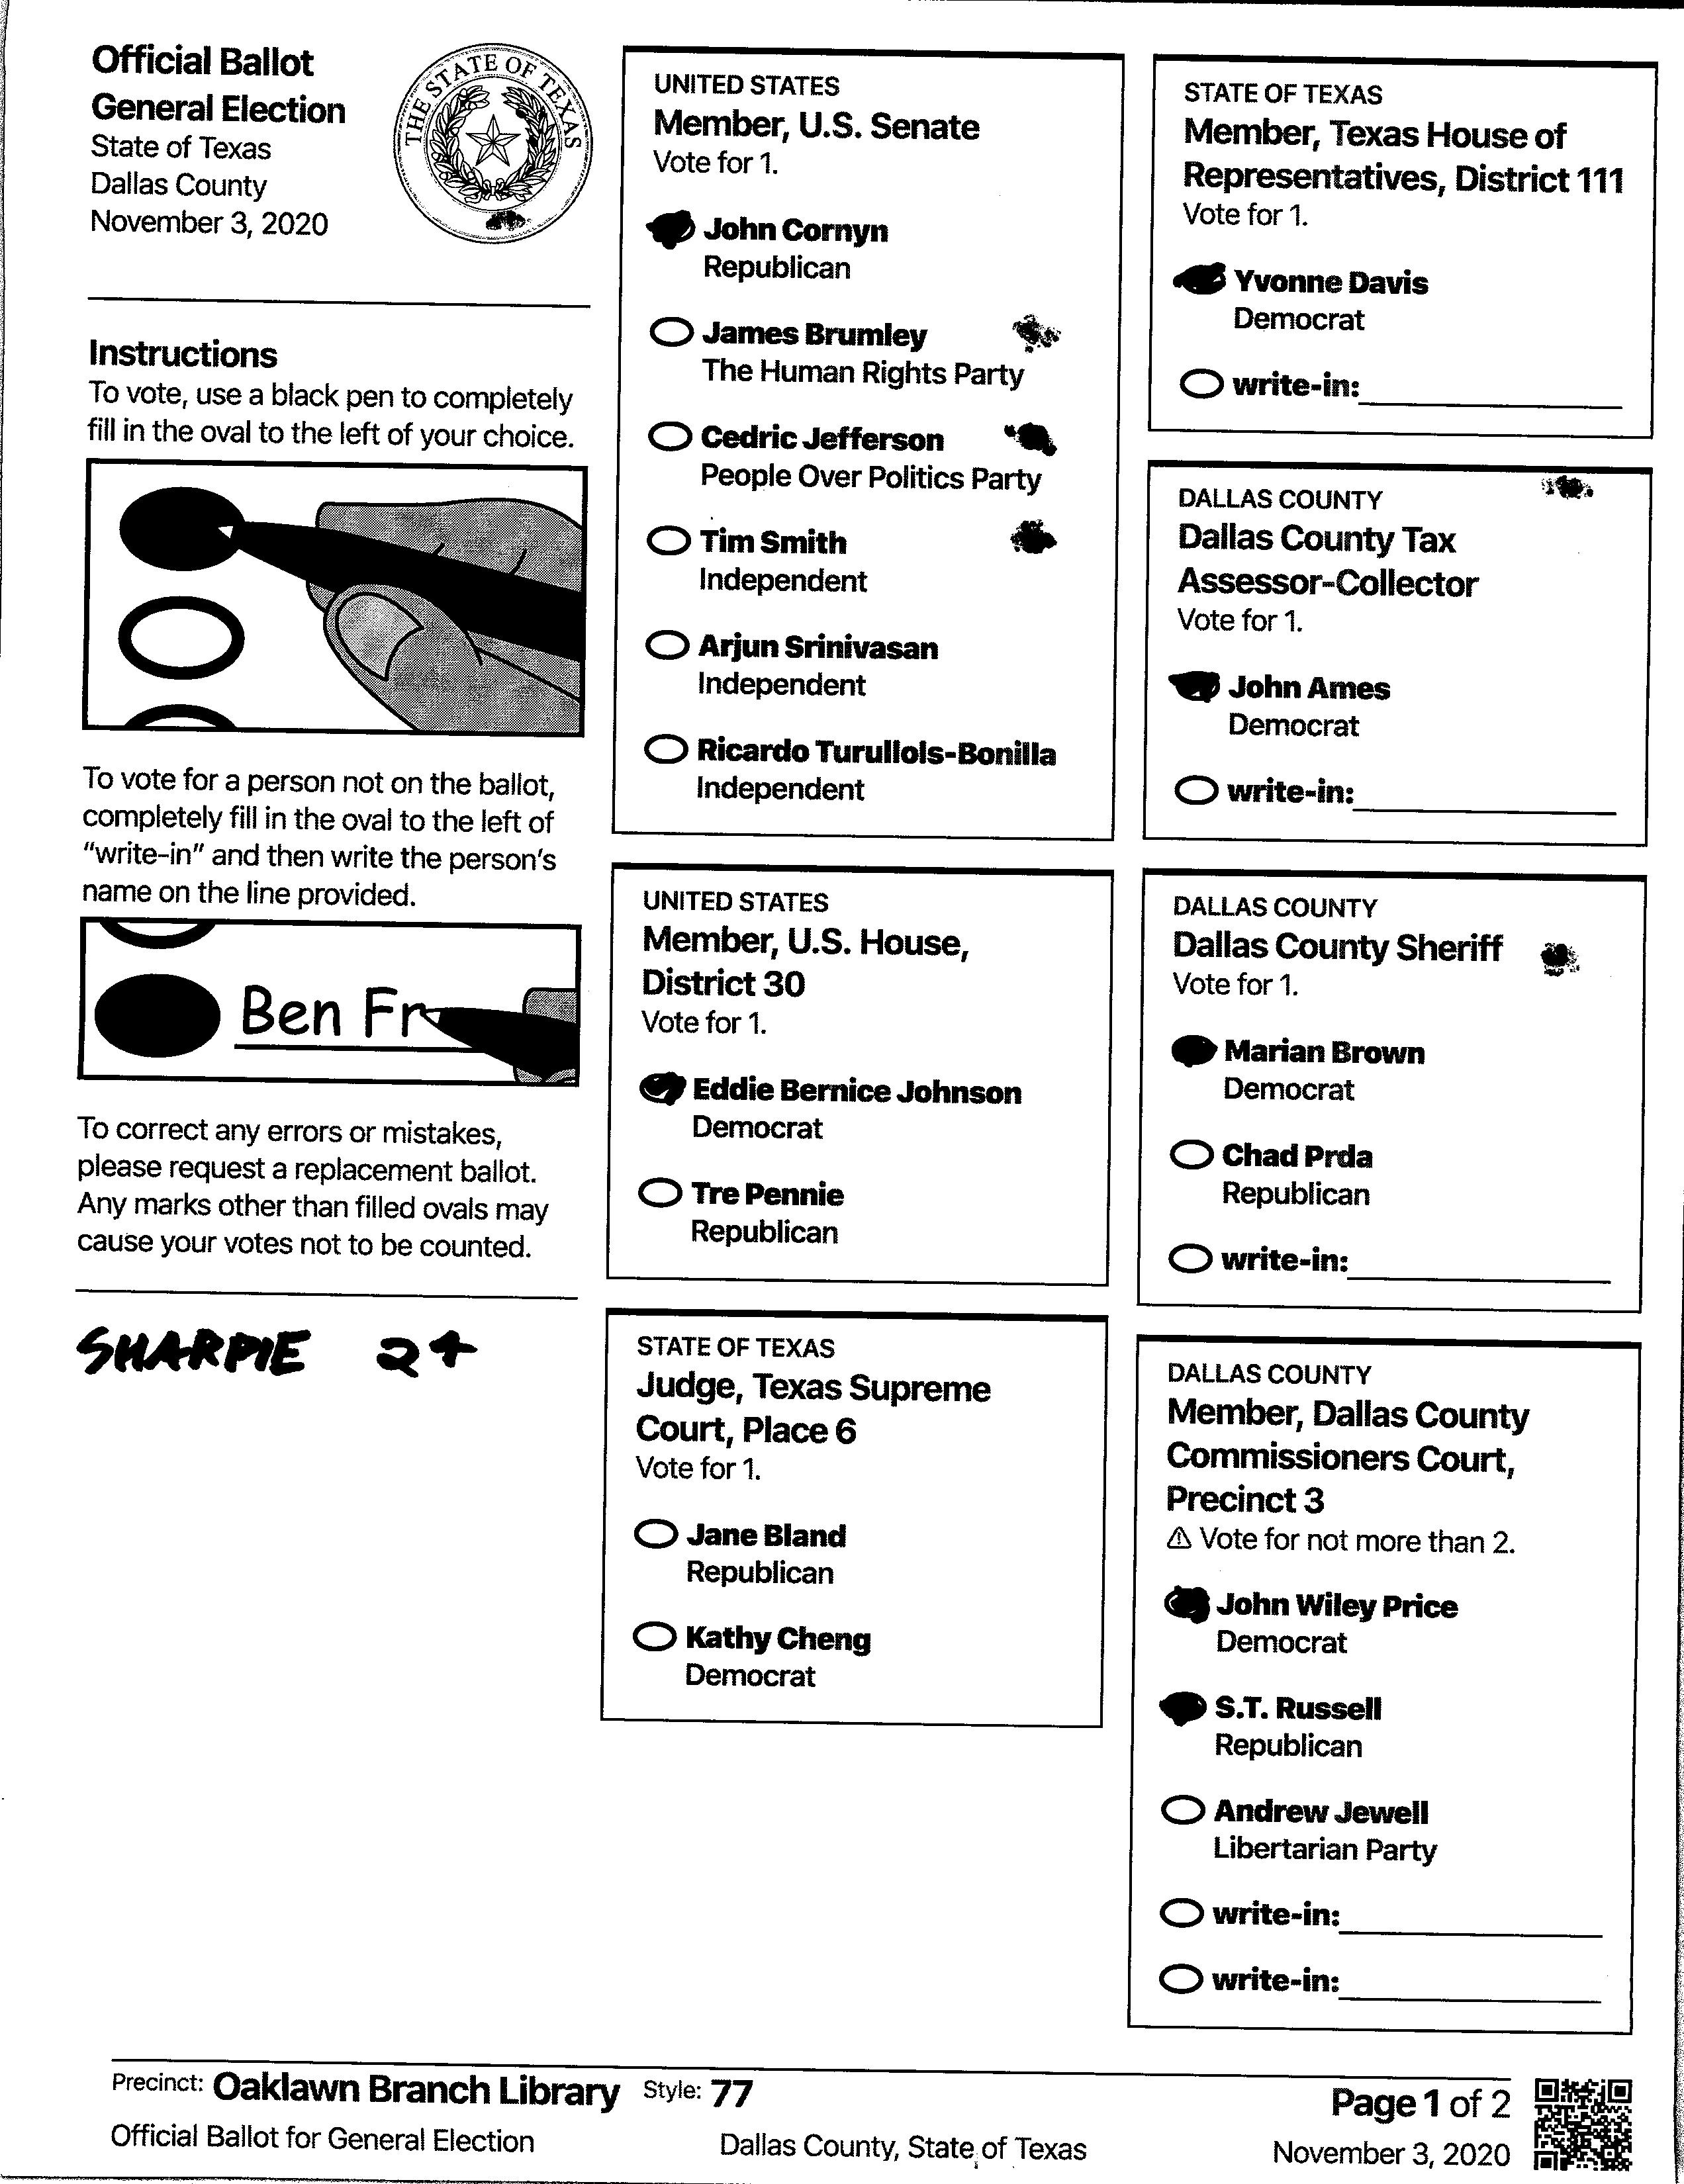 Official Ballot
General Election
State of Texas
Dallas County
November 3, 2020
THE STATE OF TEXAS
Instructions
To vote, use a black pen to completely
fill in the oval to the left of your choice.
To vote for a person not on the ballot,
completely fill in the oval to the left of
“write-in” and then write the person's
name on the line provided.
Ben Fr
To correct any errors or mistakes,
please request a replacement ballot.
Any marks other than filled ovals may
cause your votes not to be counted.
SHARPIE 24
UNITED STATES
Member, U.S. Senate
Vote for 1.
John Cornyn
Republican
James Brumley
The Human Rights Party
Cedric Jefferson
People Over Politics Party
Tim Smith
Independent
Arjun Srinivasan
Independent
Ricardo Turullols-Bonilla
Independent
UNITED STATES
Member, U.S. House,
District 30
Vote for 1.
Eddie Bernice Johnson
Democrat
Tre Pennie
Republican
STATE OF TEXAS
Judge, Texas Supreme
Court, Place 6
Vote for 1.
Jane Bland
Republican
Kathy Cheng
Democrat
STATE OF TEXAS
Member, Texas House of
Representatives, District 111
Vote for 1.
Yvonne Davis
Democrat
write-in:
DALLAS COUNTY
Dallas County Tax
Assessor-Collector
Vote for 1.
John Ames
Democrat
write-in:
DALLAS COUNTY
Dallas County Sheriff
Vote for 1.
Marian Brown
Democrat
Chad Prda
Republican
write-in:
DALLAS COUNTY
Member, Dallas County
Commissioners Court,
Precinct 3
⚠ Vote for not more than 2.
John Wiley Price
Democrat
S.T. Russell
Republican
Andrew Jewell
Libertarian Party
write-in:
write-in:
Precinct: Oaklawn Branch Library Style: 77
Page 1 of 2
Official Ballot for General Election
Dallas County, State of Texas
November 3, 2020